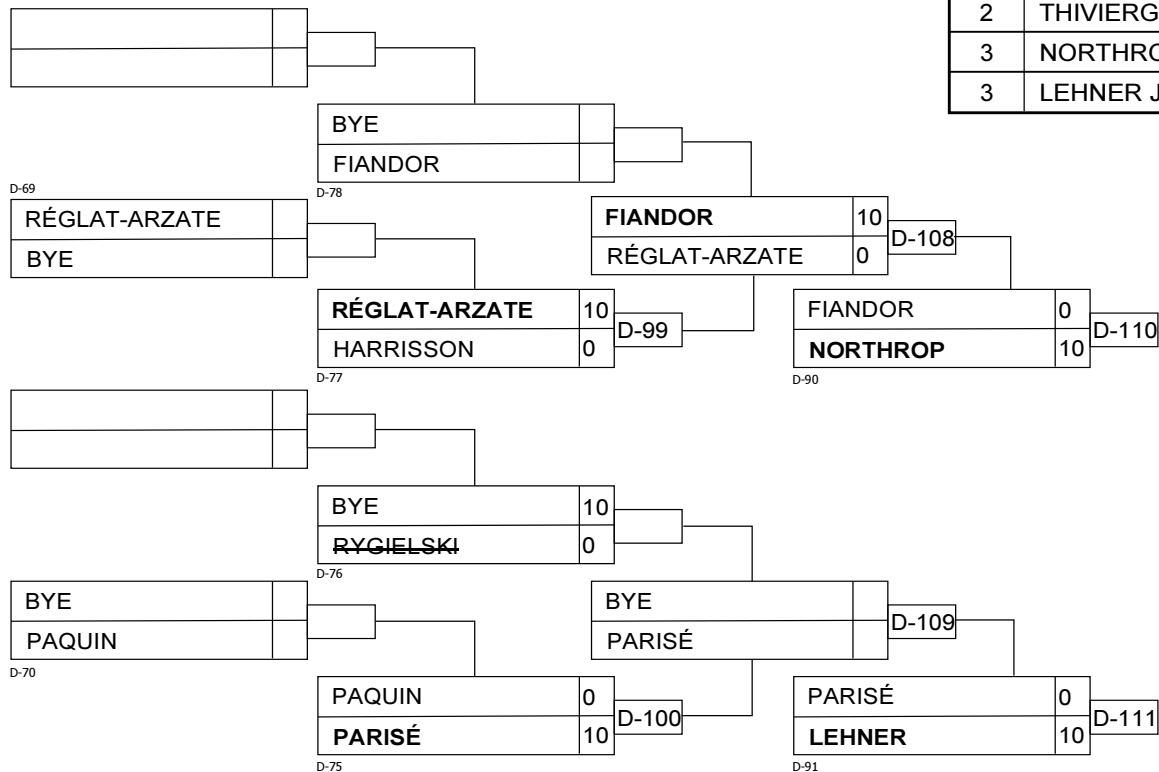 2 THIVIERG
3 NORTHRO
3 LEHNER J
BYE
FIANDOR
D-78
D-69
RÉGLAT-ARZATE
BYE
FIANDOR 10
RÉGLAT-ARZATE 0
D-108
RÉGLAT-ARZATE 10
HARRISSON 0
D-99
D-77
FIANDOR 0
NORTHROP 10
D-110
D-90
BYE 10
RYGIELSKI 0
D-76
BYE
PAQUIN
D-70
BYE
PARISÉ
D-109
PAQUIN 0
PARISÉ 10
D-100
D-75
PARISÉ 0
LEHNER 10
D-111
D-91